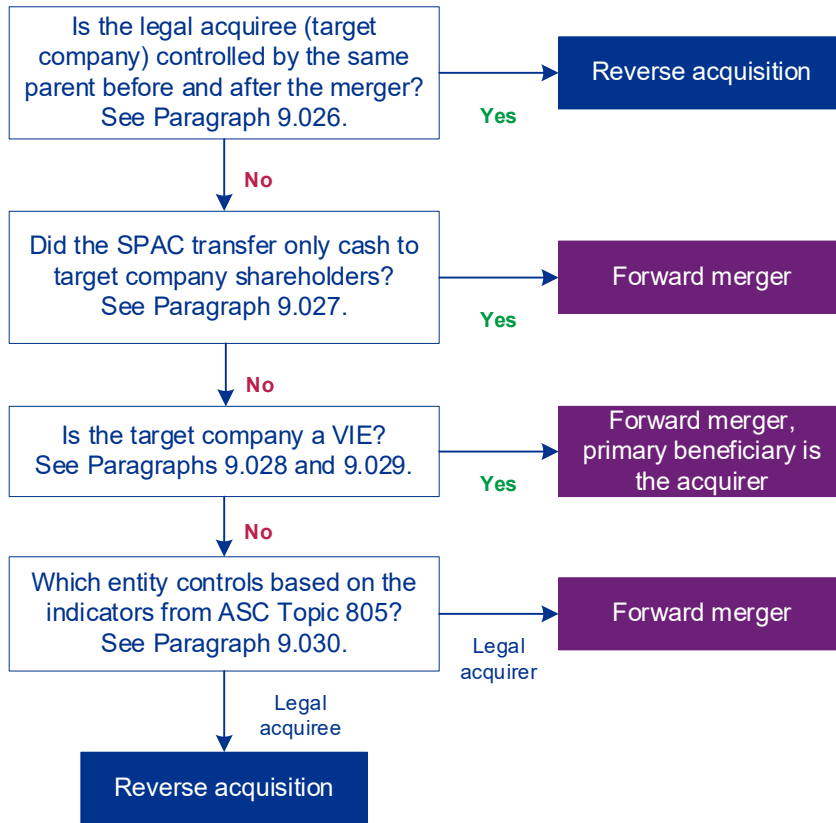 Is the legal acquiree (target
company) controlled by the same
parent before and after the merger?
See Paragraph 9.026.
Reverse acquisition
Yes
No
Did the SPAC transfer only cash to
target company shareholders?
See Paragraph 9.027.
Forward merger
Yes
No
Is the target company a VIE?
See Paragraphs 9.028 and 9.029.
Forward merger,
primary beneficiary is
the acquirer
Yes
No
Which entity controls based on the
indicators from ASC Topic 805?
See Paragraph 9.030.
Forward merger
Legal
acquirer
Legal
acquiree
Reverse acquisition